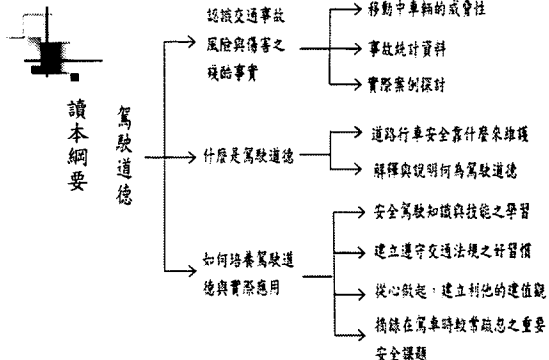 讀本綱要
駕駛道德
認識交通事故
風險與傷害之
殘酷事實
移動中車輛的威脅性
事故統計資料
實際案例探討
什麼是駕駛道德
道路行車安全靠什麼來維護
解釋與說明何為駕駛道德
如何培養駕駛道
德與實際應用
安全駕駛知識與技能之學習
建立遵守交通法規之好習慣
從心做起，建立利他的價值觀
摘錄在駕車時較常疏忽之重要
安全課題